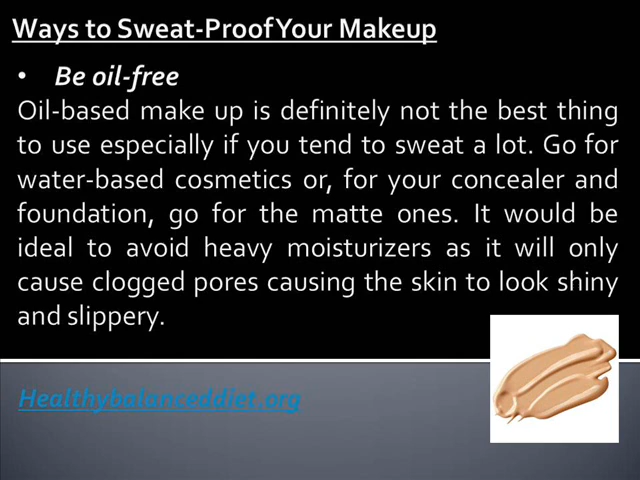 Ways to Sweat-Proof Your Makeup
• Be oil-free
Oil-based make up is definitely not the best thing
to use especially if you tend to sweat a lot. Go for
water-based cosmetics or, for your concealer and
foundation, go for the matte ones. It would be
ideal to avoid heavy moisturizers as it will only
cause clogged pores causing the skin to look shiny
and slippery.
Healthybalanceddiet.org